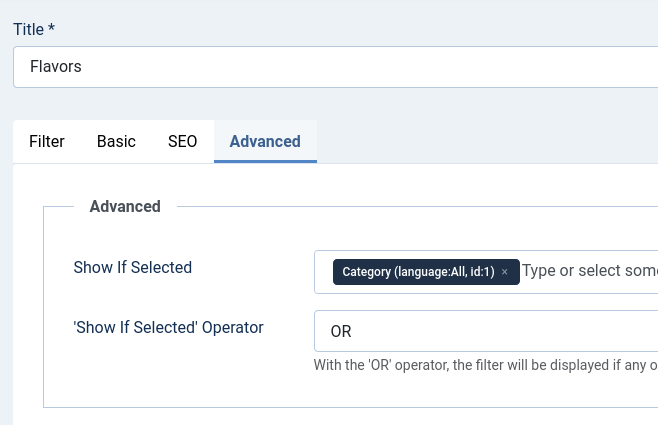 Title *
Flavors
Filter Basic SEO Advanced
Advanced
Show If Selected
Category (language:All, id:1) × Type or select som
'Show If Selected' Operator
OR
With the 'OR' operator, the filter will be displayed if any o